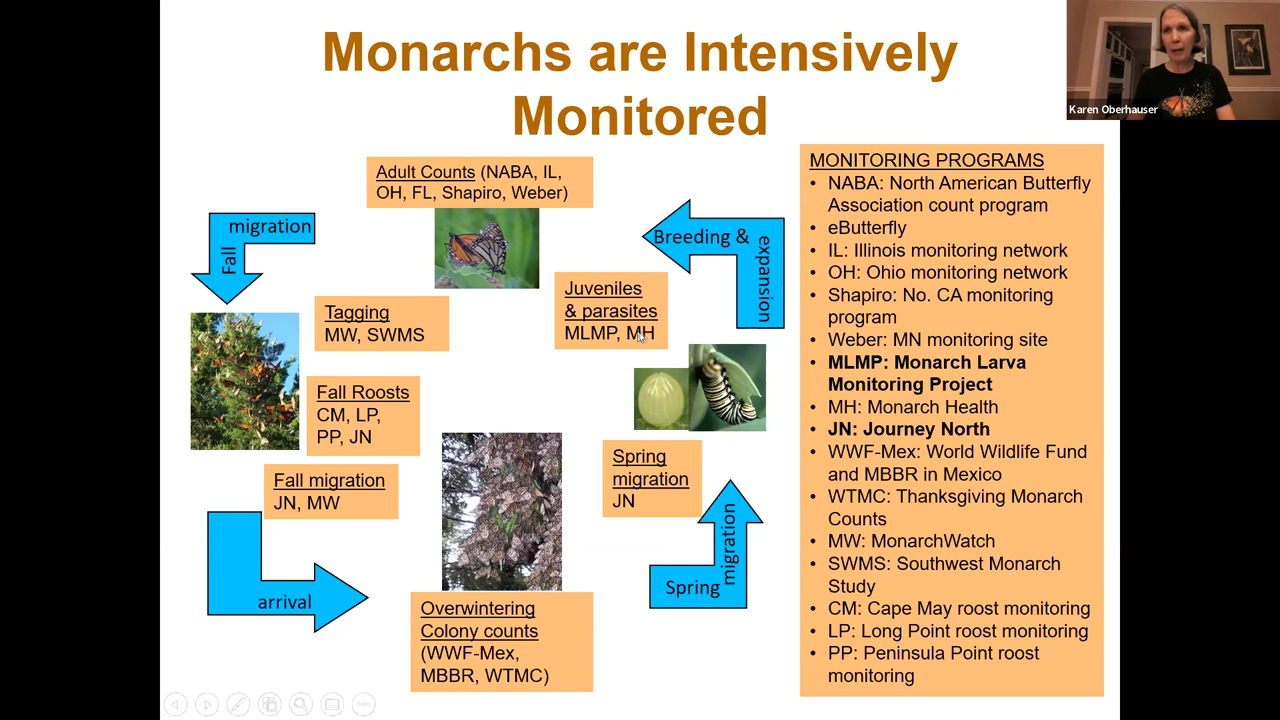 Monarchs are Intensively
Monitored
Karen Oberhauser
Adult Counts (NABA, IL,
OH, FL, Shapiro, Weber)
migration
Fall
Breeding &
expansion
Juveniles
& parasites
MLMP, MH
Tagging
MW, SWMS
Fall Roosts
CM, LP,
PP, JN
Fall migration
JN, MW
Spring
migration
JN
arrival
Spring
migration
Overwintering
Colony counts
(WWF-Mex,
MBBR, WTMC)
MONITORING PROGRAMS
• NABA: North American Butterfly
Association count program
• eButterfly
• IL: Illinois monitoring network
• OH: Ohio monitoring network
• Shapiro: No. CA monitoring
program
• Weber: MN monitoring site
• MLMP: Monarch Larva
Monitoring Project
• MH: Monarch Health
• JN: Journey North
• WWF-Mex: World Wildlife Fund
and MBBR in Mexico
• WTMC: Thanksgiving Monarch
Counts
• MW: MonarchWatch
• SWMS: Southwest Monarch
Study
• CM: Cape May roost monitoring
• LP: Long Point roost monitoring
• PP: Peninsula Point roost
monitoring